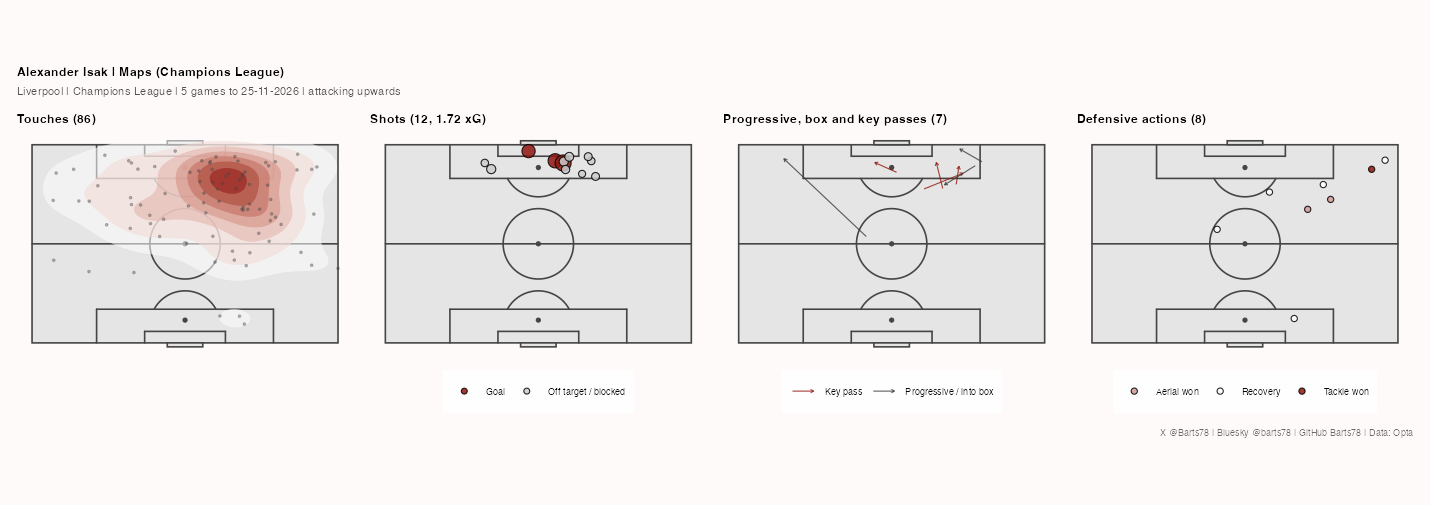 Alexander Isak | Maps (Champions League)
Liverpool | Champions League | 5 games to 25-11-2026 | attacking upwards
Touches (86)
Shots (12, 1.72 xG)
Progressive, box and key passes (7)
Defensive actions (8)
Goal
Off target / blocked
Key pass
Progressive / into box
Aerial won
Recovery
Tackle won
X @Barts78 | Bluesky @barts78 | GitHub Barts78 | Data: Opta